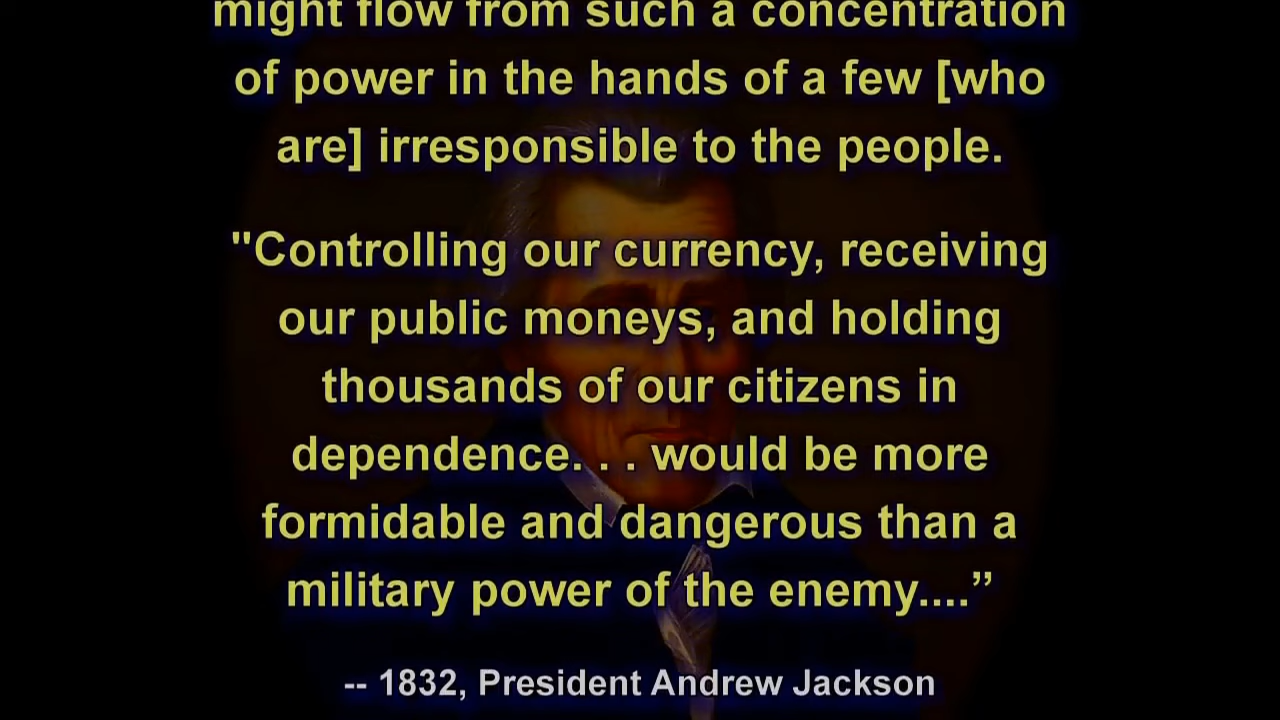 might flow from such a concentration
of power in the hands of a few [who
are] irresponsible to the people.
"Controlling our currency, receiving
our public moneys, and holding
thousands of our citizens in
dependence. . . would be more
formidable and dangerous than a
military power of the enemy....”
-- 1832, President Andrew Jackson